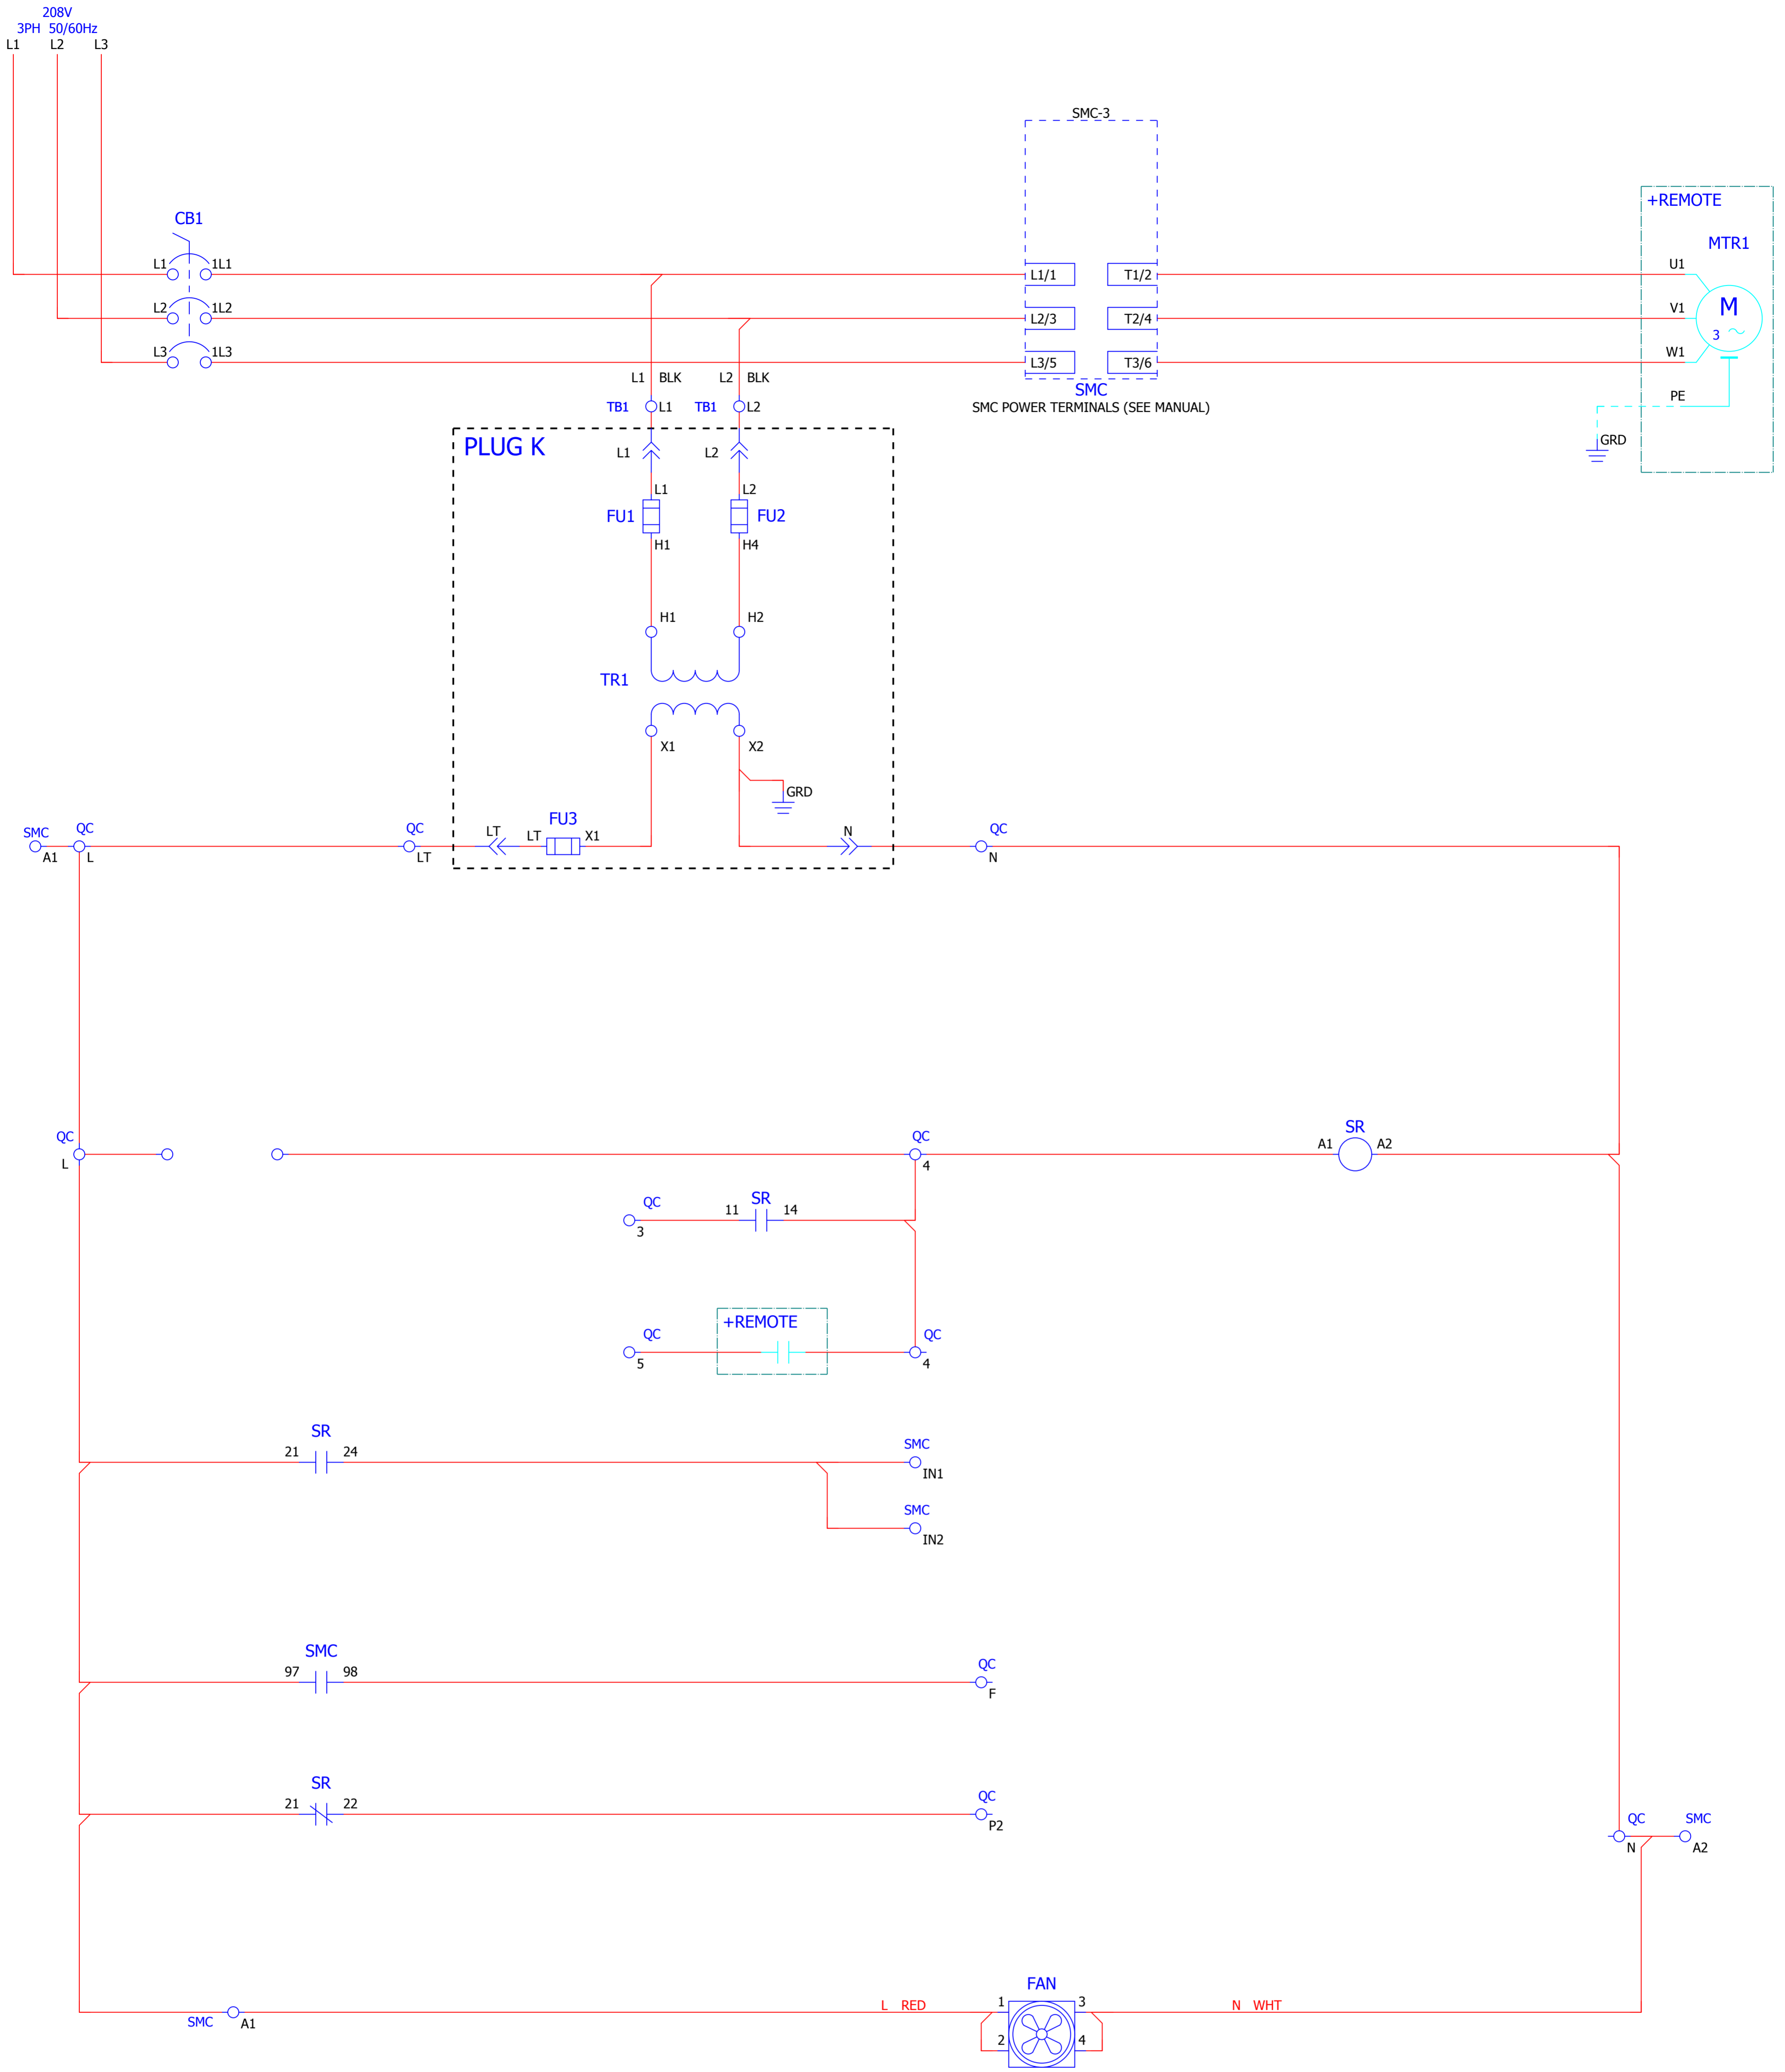 208V
3PH 50/60Hz
L1 L2 L3
SMC-3
+REMOTE
CB1
MTR1
L1 1L1
L1/1 T1/2
U1
L2 1L2
L2/3 T2/4
V1
M
3
L3 1L3
L3/5 T3/6
W1
L1 BLK L2 BLK
SMC
PE
TB1 L1 TB1 L2
SMC POWER TERMINALS (SEE MANUAL)
GRD
PLUG K
L1 L2
L1 L2
FU1 FU2
H1 H4
H1 H2
TR1
X1 X2
GRD
FU3
SMC QC QC LT LT X1 N QC
A1 L LT N
QC QC SR
A1 A2
L 4
QC SR
11 14
3
+REMOTE
QC QC
5 4
SR
21 24
SMC
IN1
SMC
IN2
SMC
97 98
QC
F
SR
21 22
QC
P2
QC SMC
N A2
FAN
L RED 1 3 N WHT
SMC A1
2 4